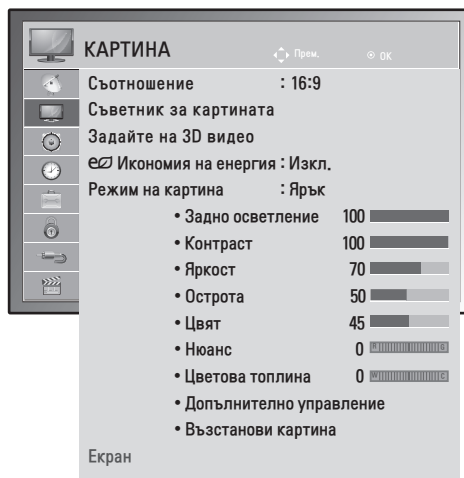 КАРТИНА Прем. OK
Съотношение : 16:9
Съветник за картината
Задайте на 3D видео
Икономия на енергия : Изкл.
Режим на картина : Ярък
• Задно осветление 100
• Контраст 100
• Яркост 70
• Острота 50
• Цвят 45
• Нюанс 0 R G
• Цветова топлина 0 W C
• Допълнително управление
• Възстанови картина
Екран